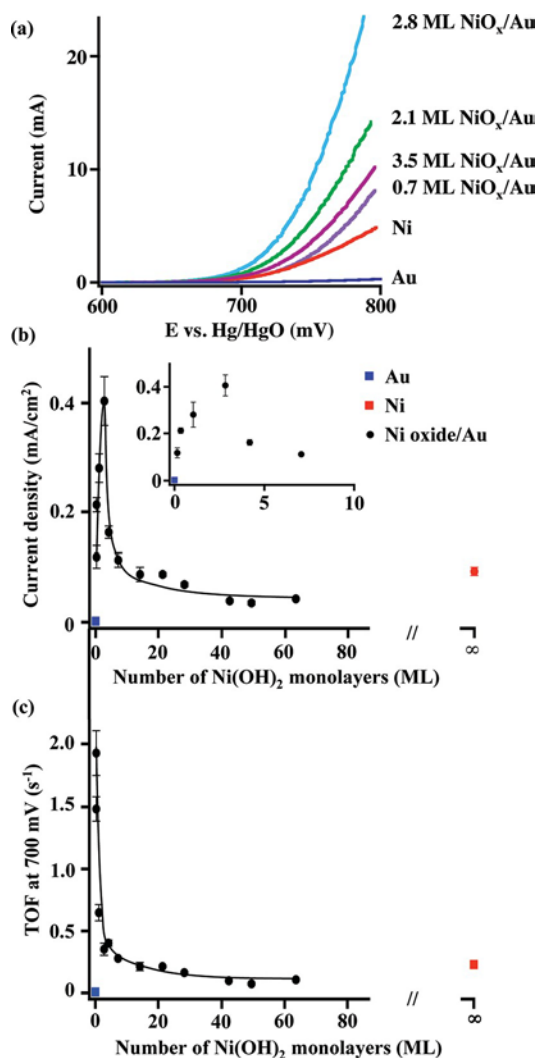 (a)
20
10
0
Current (mA)
2.8 ML NiOx/Au
2.1 ML NiOx/Au
3.5 ML NiOx/Au
0.7 ML NiOx/Au
Ni
Au
600
700
800
E vs. Hg/HgO (mV)
(b)
0.4
0.2
0
Current density (mA/cm²)
0.4
0.2
0
0
5
10
Au
Ni
Ni oxide/Au
0
20
40
60
80
//
∞
Number of Ni(OH)₂ monolayers (ML)
(c)
2.0
1.5
1.0
0.5
0
TOF at 700 mV (s⁻¹)
0
20
40
60
80
//
∞
Number of Ni(OH)₂ monolayers (ML)